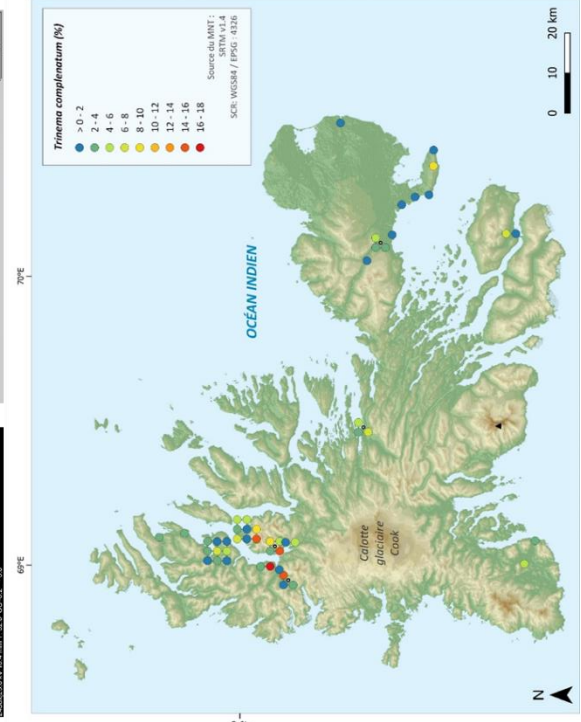 Trinema complenatum (%)
> 0 - 2
2 - 4
4 - 6
6 - 8
8 - 10
10 - 12
12 - 14
14 - 16
16 - 18
Source du MNT :
SRTM v1.4
SCR: WGS84 / EPSG : 4326
70°E
69°E
OCÉAN INDIEN
Calotte
glaciaire
Cook
N
0 10 20 km